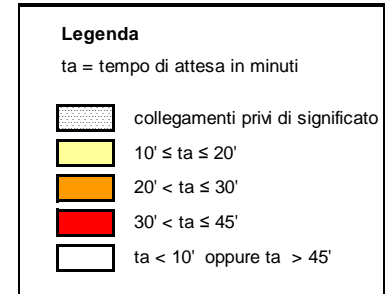 Legenda
ta = tempo di attesa in minuti
collegamenti privi di significato
10' ≤ ta ≤ 20'
20' < ta ≤ 30'
30' < ta ≤ 45'
ta < 10' oppure ta > 45'